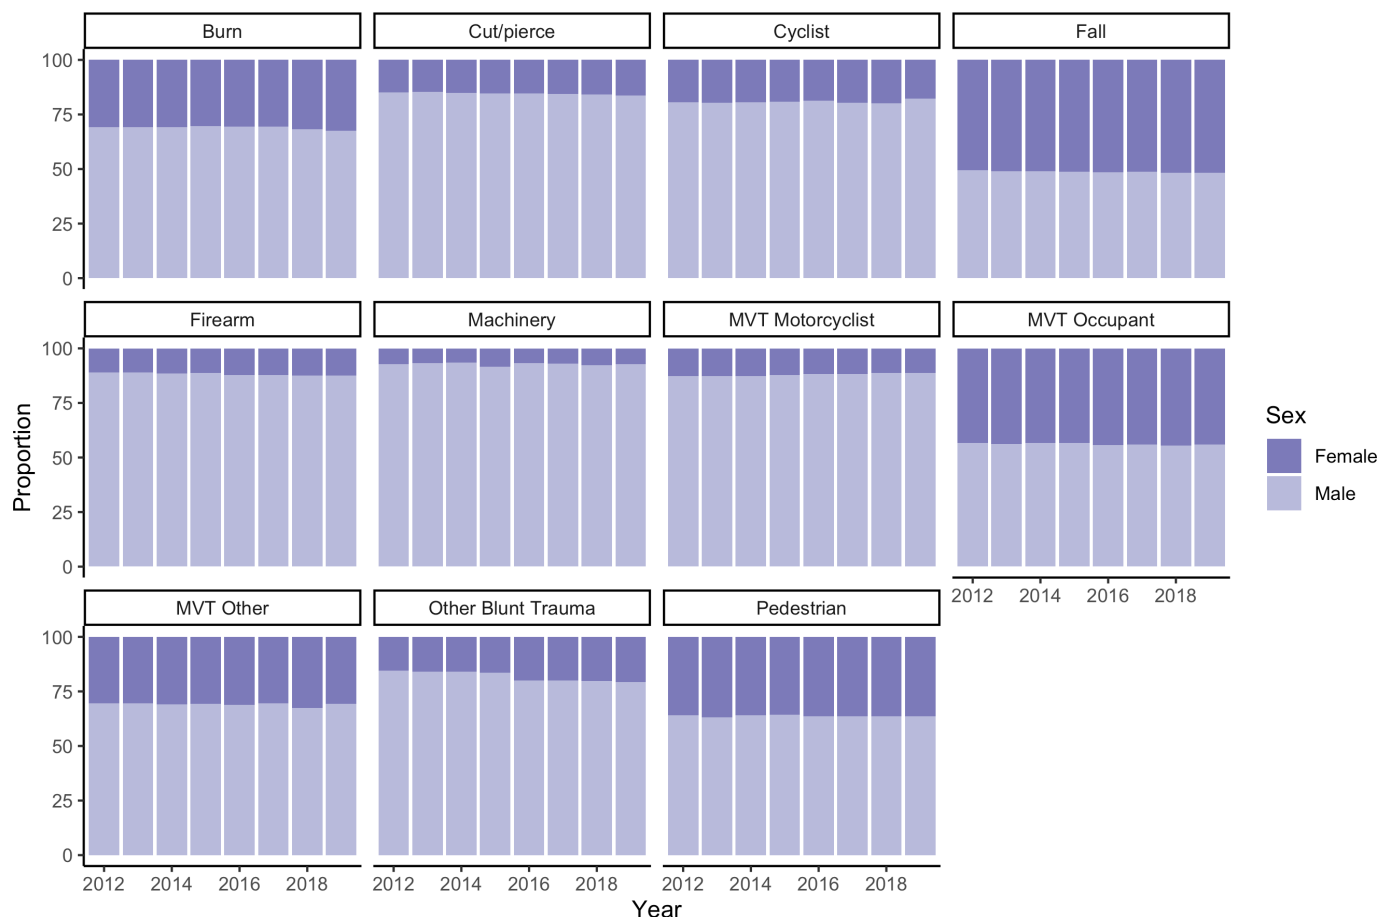 Burn Cut/pierce Cyclist Fall
100
75
50
25
0
Firearm Machinery MVT Motorcyclist MVT Occupant
100
75
50
25
0
2012 2014 2016 2018
MVT Other Other Blunt Trauma Pedestrian
100
75
50
25
0
2012 2014 2016 2018 2012 2014 2016 2018 2012 2014 2016 2018
Year
Proportion
Sex
Female
Male